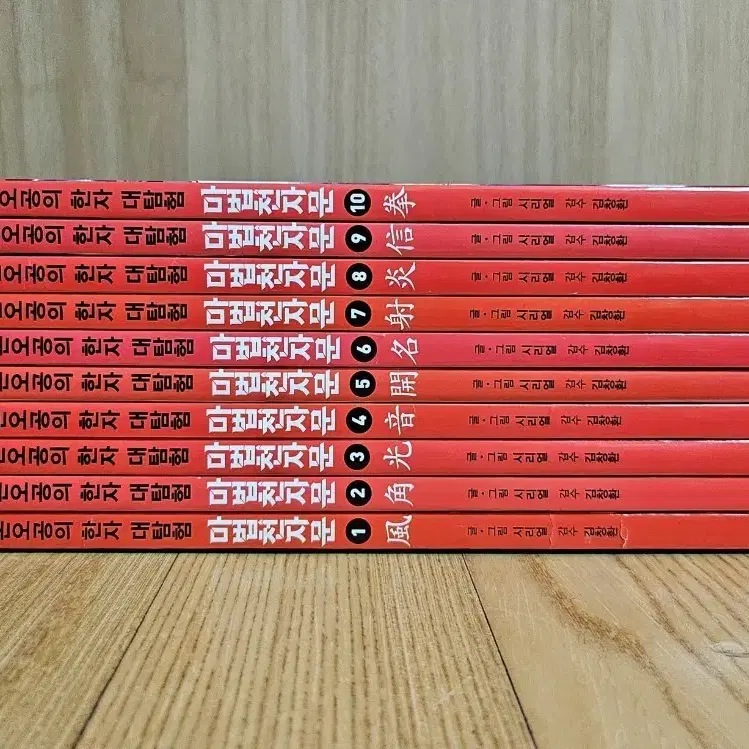 오공의 한자 대탐험 마법천자문 10 拳 글·그림 시리얼 감수 김창환
오공의 한자 대탐험 마법천자문 9 信 글·그림 시리얼 감수 김창환
오공의 한자 대탐험 마법천자문 8 炎 글·그림 시리얼 감수 김창환
오공의 한자 대탐험 마법천자문 7 射 글·그림 시리얼 감수 김창환
손오공의 한자 대탐험 마법천자문 6 名 글·그림 시리얼 감수 김창환
손오공의 한자 대탐험 마법천자문 5 開 글·그림 시리얼 감수 김창환
손오공의 한자 대탐험 마법천자문 4 音 글·그림 시리얼 감수 김창환
손오공의 한자 대탐험 마법천자문 3 光 글·그림 시리얼 감수 김창환
손오공의 한자 대탐험 마법천자문 2 角 글·그림 시리얼 감수 김창환
손오공의 한자 대탐험 마법천자문 1 風 글·그림 시리얼 감수 김창환